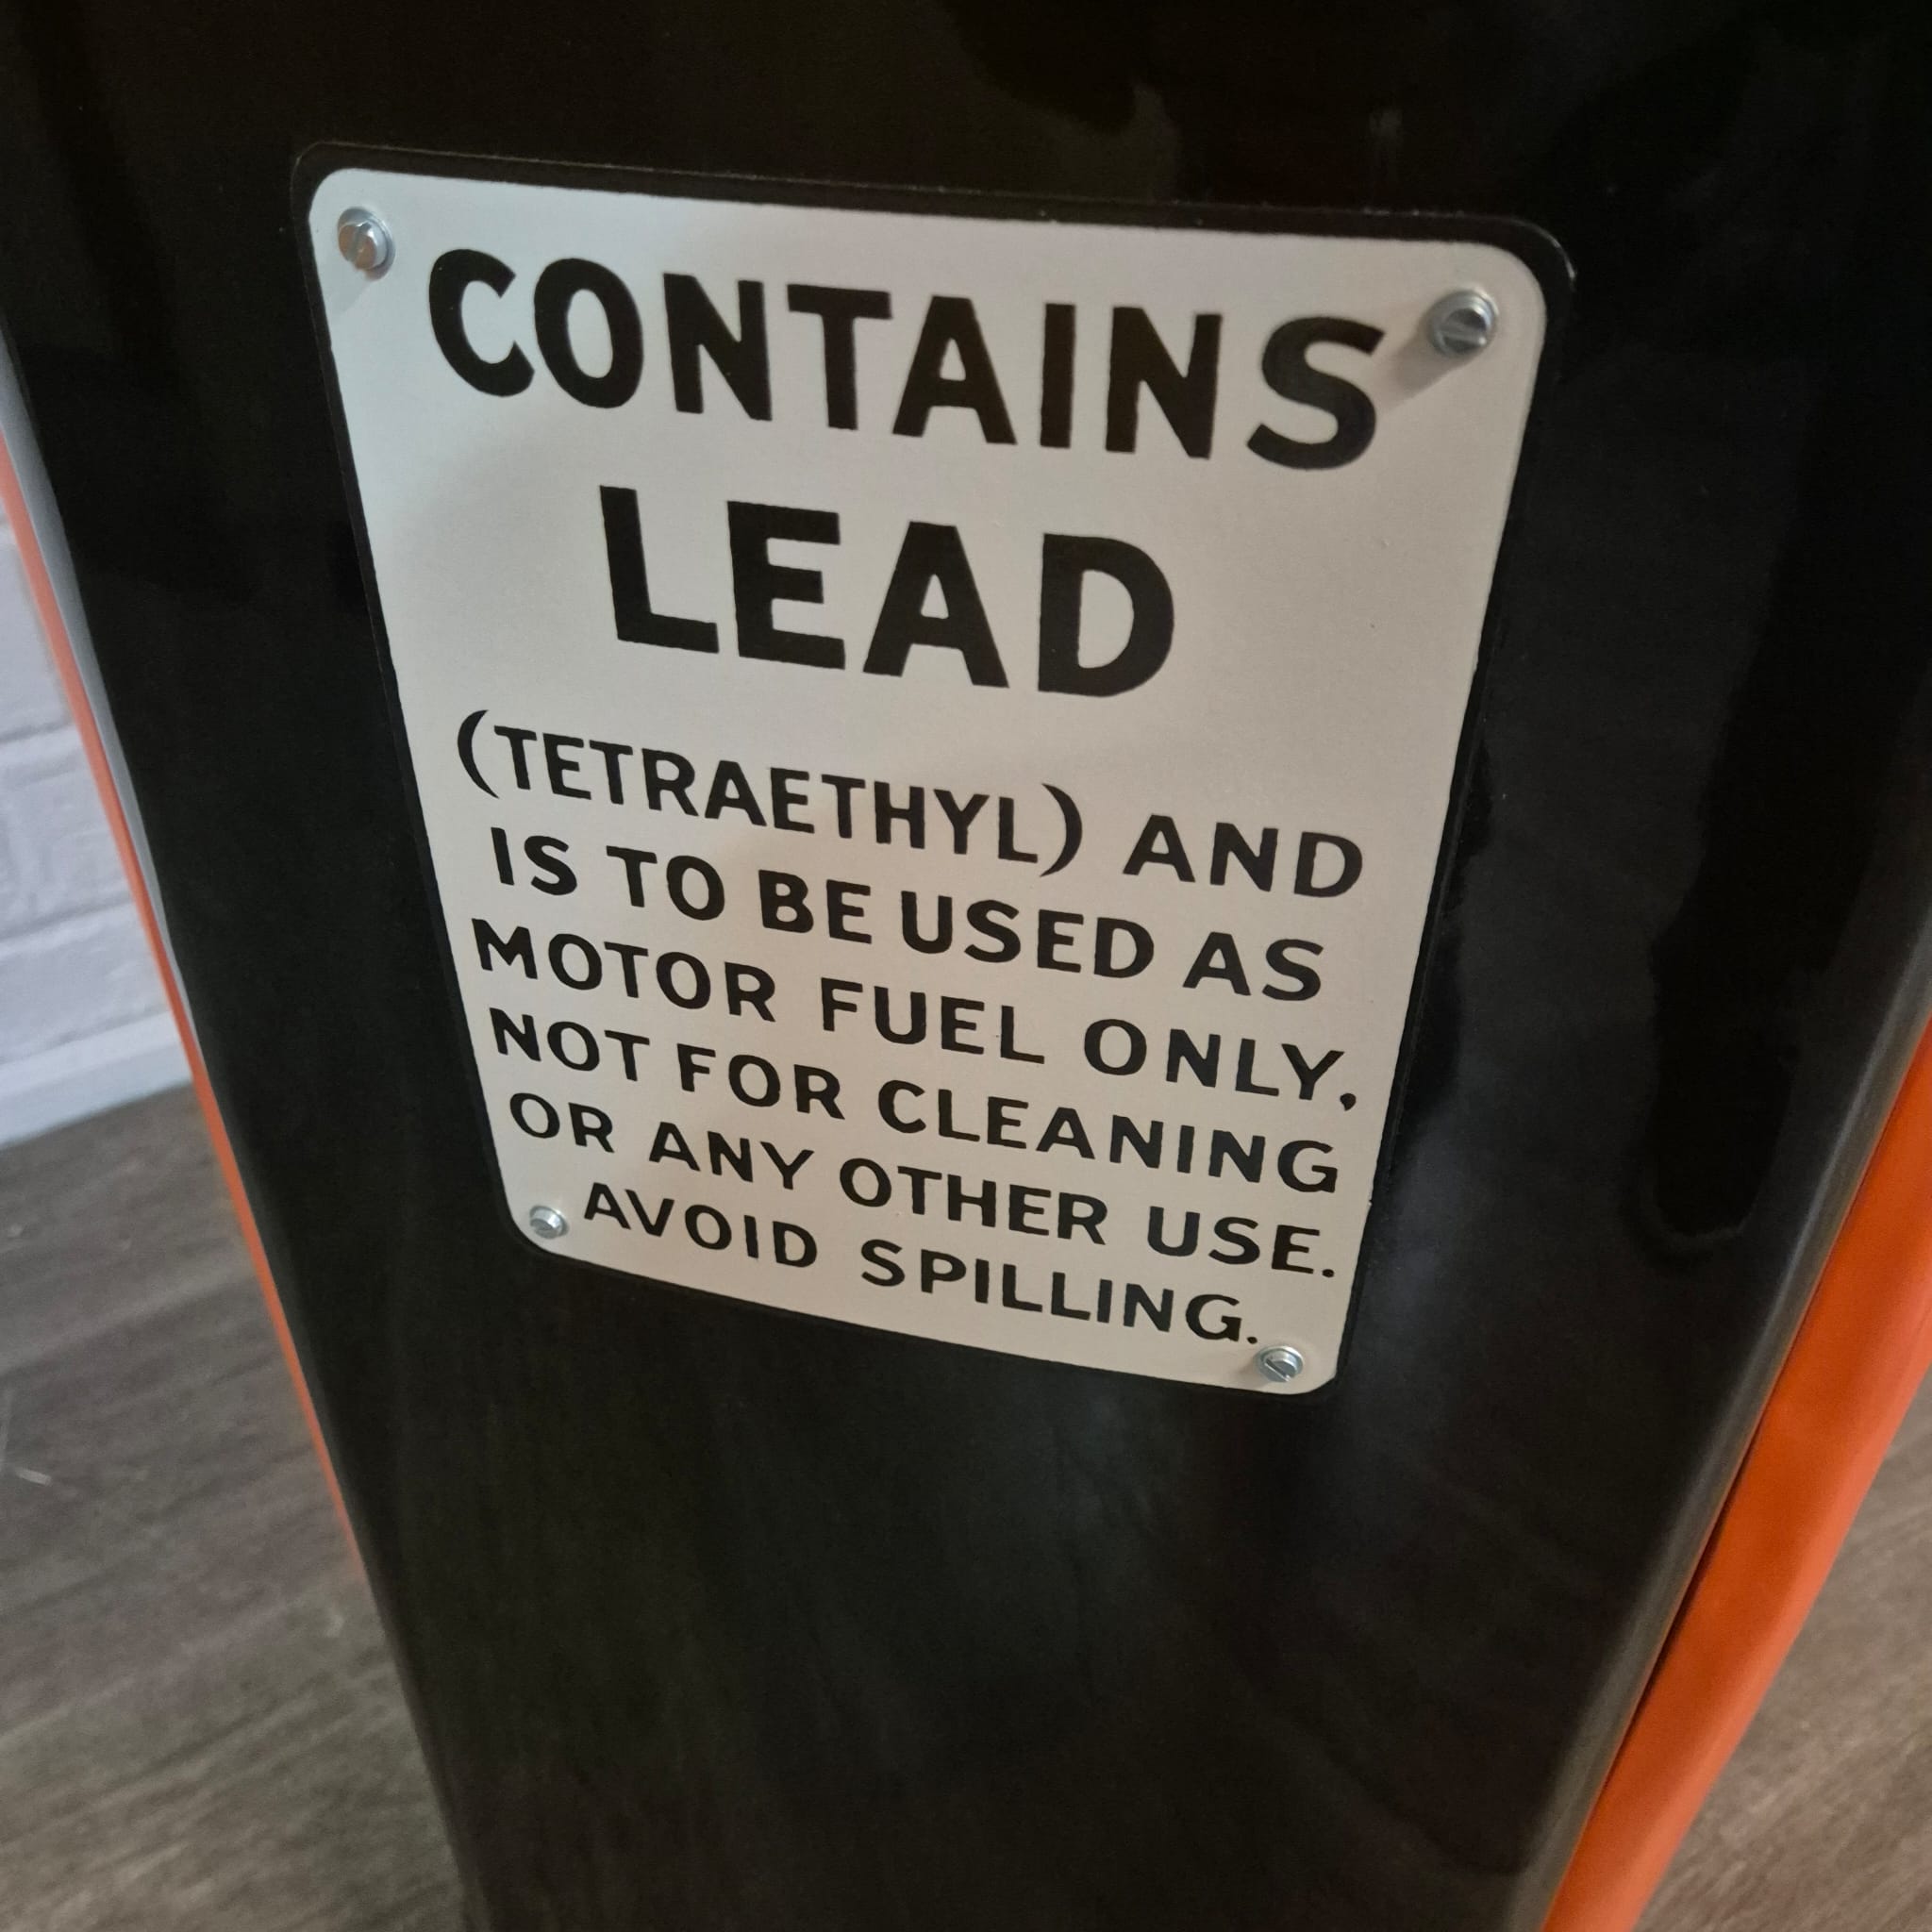 CONTAINS
LEAD
(TETRAETHYL) AND
IS TO BE USED AS
MOTOR FUEL ONLY,
NOT FOR CLEANING
OR ANY OTHER USE.
AVOID SPILLING.